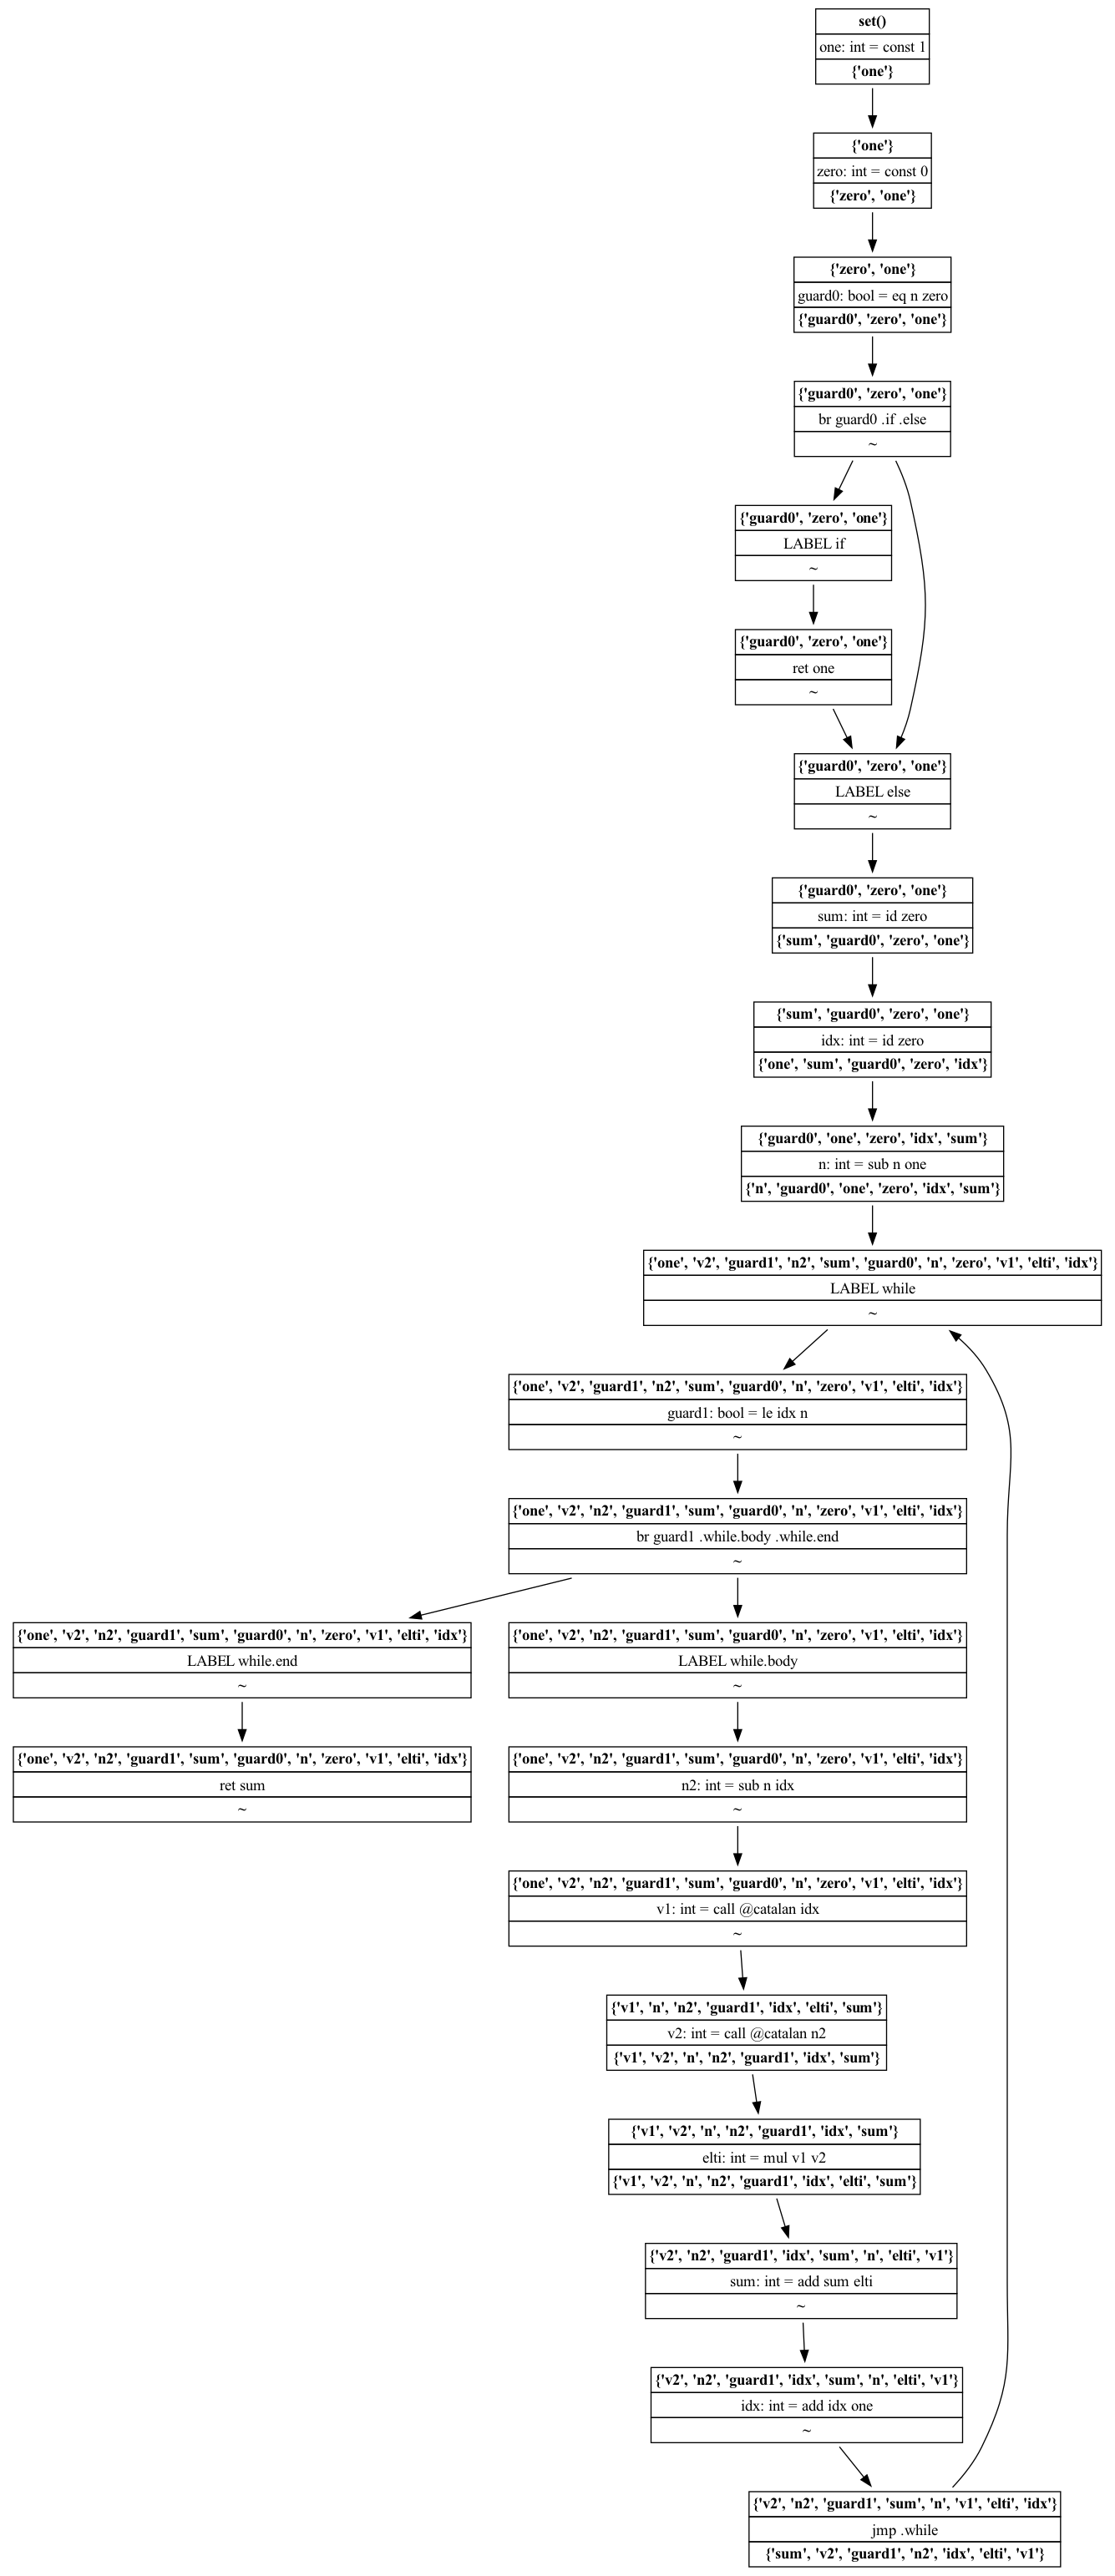 set()
one: int = const 1
{'one'}
{'one'}
zero: int = const 0
{'zero', 'one'}
{'zero', 'one'}
guard0: bool = eq n zero
{'guard0', 'zero', 'one'}
{'guard0', 'zero', 'one'}
br guard0 .if .else
~
{'guard0', 'zero', 'one'}
LABEL if
~
{'guard0', 'zero', 'one'}
ret one
~
{'guard0', 'zero', 'one'}
LABEL else
~
{'guard0', 'zero', 'one'}
sum: int = id zero
{'sum', 'guard0', 'zero', 'one'}
{'sum', 'guard0', 'zero', 'one'}
idx: int = id zero
{'one', 'sum', 'guard0', 'zero', 'idx'}
{'guard0', 'one', 'zero', 'idx', 'sum'}
n: int = sub n one
{'n', 'guard0', 'one', 'zero', 'idx', 'sum'}
{'one', 'v2', 'guard1', 'n2', 'sum', 'guard0', 'n', 'zero', 'v1', 'elti', 'idx'}
LABEL while
~
{'one', 'v2', 'guard1', 'n2', 'sum', 'guard0', 'n', 'zero', 'v1', 'elti', 'idx'}
guard1: bool = le idx n
~
{'one', 'v2', 'n2', 'guard1', 'sum', 'guard0', 'n', 'zero', 'v1', 'elti', 'idx'}
br guard1 .while.body .while.end
~
{'one', 'v2', 'n2', 'guard1', 'sum', 'guard0', 'n', 'zero', 'v1', 'elti', 'idx'}
LABEL while.end
~
{'one', 'v2', 'n2', 'guard1', 'sum', 'guard0', 'n', 'zero', 'v1', 'elti', 'idx'}
ret sum
~
{'one', 'v2', 'n2', 'guard1', 'sum', 'guard0', 'n', 'zero', 'v1', 'elti', 'idx'}
LABEL while.body
~
{'one', 'v2', 'n2', 'guard1', 'sum', 'guard0', 'n', 'zero', 'v1', 'elti', 'idx'}
n2: int = sub n idx
~
{'one', 'v2', 'n2', 'guard1', 'sum', 'guard0', 'n', 'zero', 'v1', 'elti', 'idx'}
v1: int = call @catalan idx
~
{'v1', 'n', 'n2', 'guard1', 'idx', 'elti', 'sum'}
v2: int = call @catalan n2
{'v1', 'v2', 'n', 'n2', 'guard1', 'idx', 'sum'}
{'v1', 'v2', 'n', 'n2', 'guard1', 'idx', 'sum'}
elti: int = mul v1 v2
{'v1', 'v2', 'n', 'n2', 'guard1', 'idx', 'elti', 'sum'}
{'v2', 'n2', 'guard1', 'idx', 'sum', 'n', 'elti', 'v1'}
sum: int = add sum elti
~
{'v2', 'n2', 'guard1', 'idx', 'sum', 'n', 'elti', 'v1'}
idx: int = add idx one
~
{'v2', 'n2', 'guard1', 'sum', 'n', 'v1', 'elti', 'idx'}
jmp .while
{'sum', 'v2', 'guard1', 'n2', 'idx', 'elti', 'v1'}